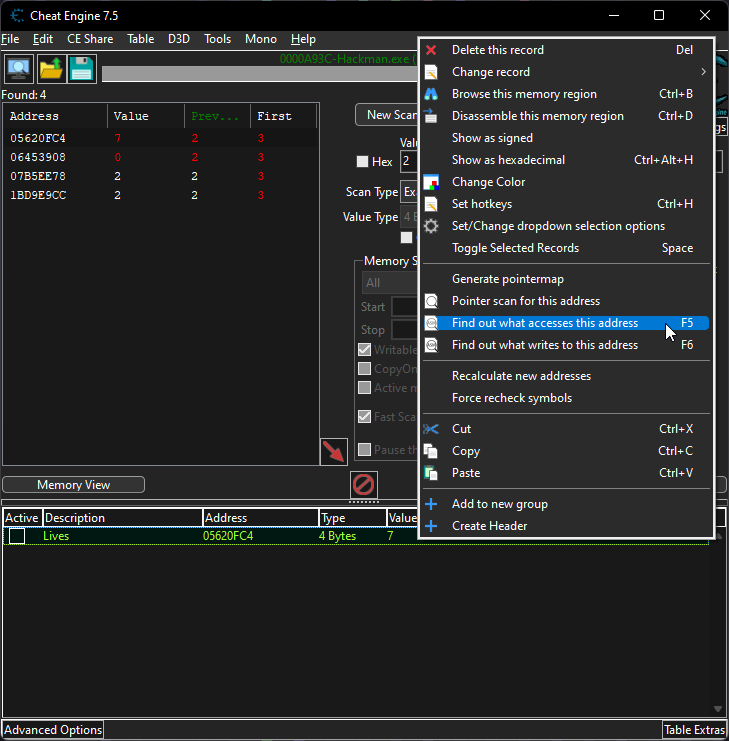 Cheat Engine 7.5
File Edit CE Share Table D3D Tools Mono Help
0000A93C-Hackman.exe (
Found: 4
Address Value Prev... First
05620FC4 7 2 3
06453908 0 2 3
07B5EE78 2 2 3
1BD9E9CC 2 2 3
New Scan
Hex 2
Scan Type Ex
Value Type
Memory S
All
Start
Stop
Writable
CopyOn
Active m
Fast Sca
Pause th
Memory View
Delete this record Del
Change record
Browse this memory region Ctrl+B
Disassemble this memory region Ctrl+D
Show as signed
Show as hexadecimal Ctrl+Alt+H
Change Color
Set hotkeys Ctrl+H
Set/Change dropdown selection options
Toggle Selected Records Space
Generate pointermap
Pointer scan for this address
Find out what accesses this address F5
Find out what writes to this address F6
Recalculate new addresses
Force recheck symbols
Cut Ctrl+X
Copy Ctrl+C
Paste Ctrl+V
Add to new group
Create Header
Active Description Address Type Value
Lives 05620FC4 4 Bytes 7
Advanced Options
Table Extras